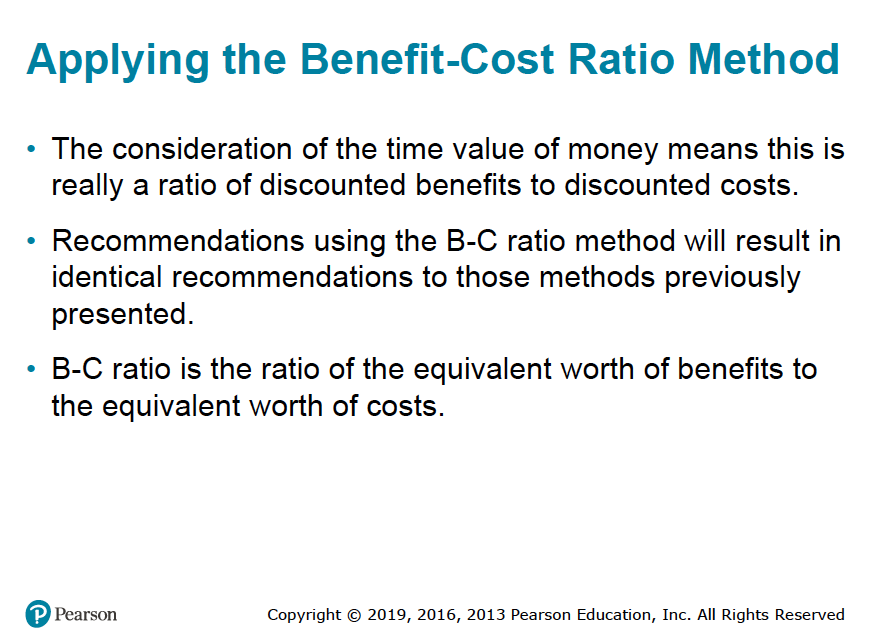 Applying the Benefit-Cost Ratio Method
• The consideration of the time value of money means this is
really a ratio of discounted benefits to discounted costs.
• Recommendations using the B-C ratio method will result in
identical recommendations to those methods previously
presented.
• B-C ratio is the ratio of the equivalent worth of benefits to
the equivalent worth of costs.
P Pearson
Copyright © 2019, 2016, 2013 Pearson Education, Inc. All Rights Reserved